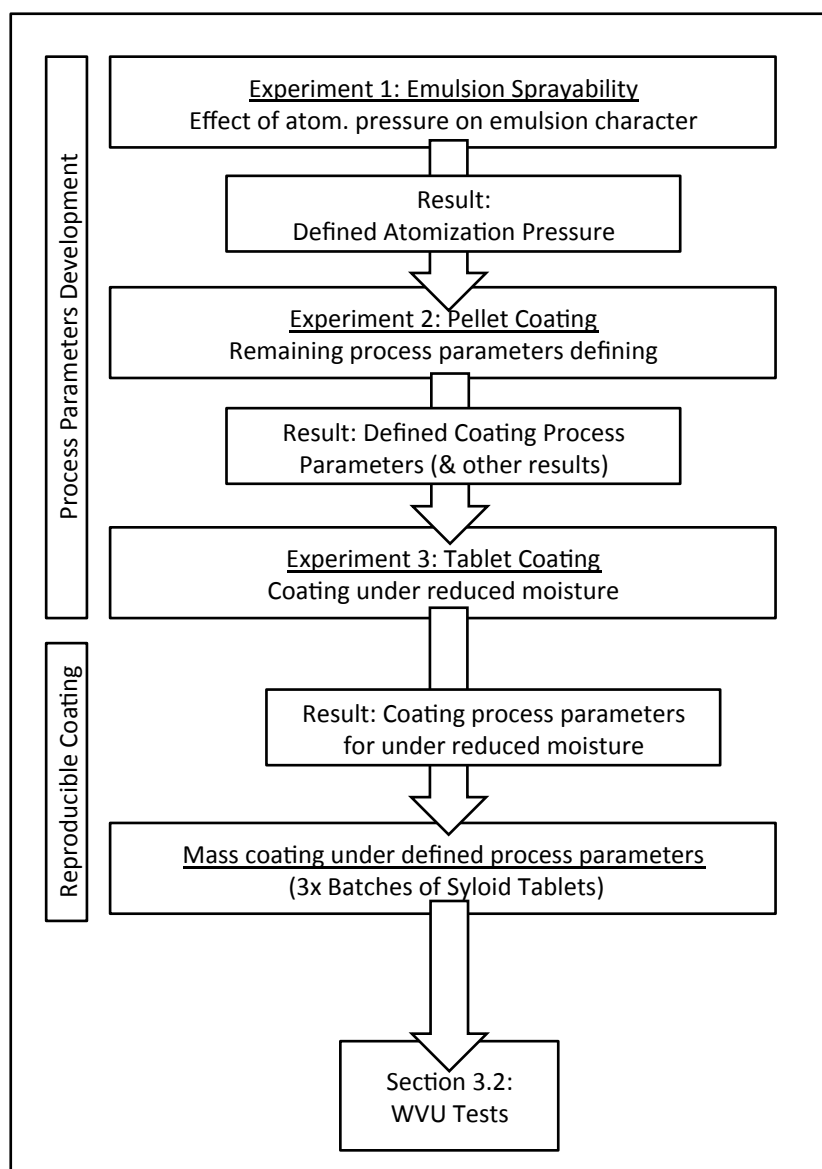 Process Parameters Development
Experiment 1: Emulsion Sprayability
Effect of atom. pressure on emulsion character
Result:
Defined Atomization Pressure
Experiment 2: Pellet Coating
Remaining process parameters defining
Result: Defined Coating Process
Parameters (& other results)
Experiment 3: Tablet Coating
Coating under reduced moisture
Reproducible Coating
Result: Coating process parameters
for under reduced moisture
Mass coating under defined process parameters
(3x Batches of Syloid Tablets)
Section 3.2:
WVU Tests